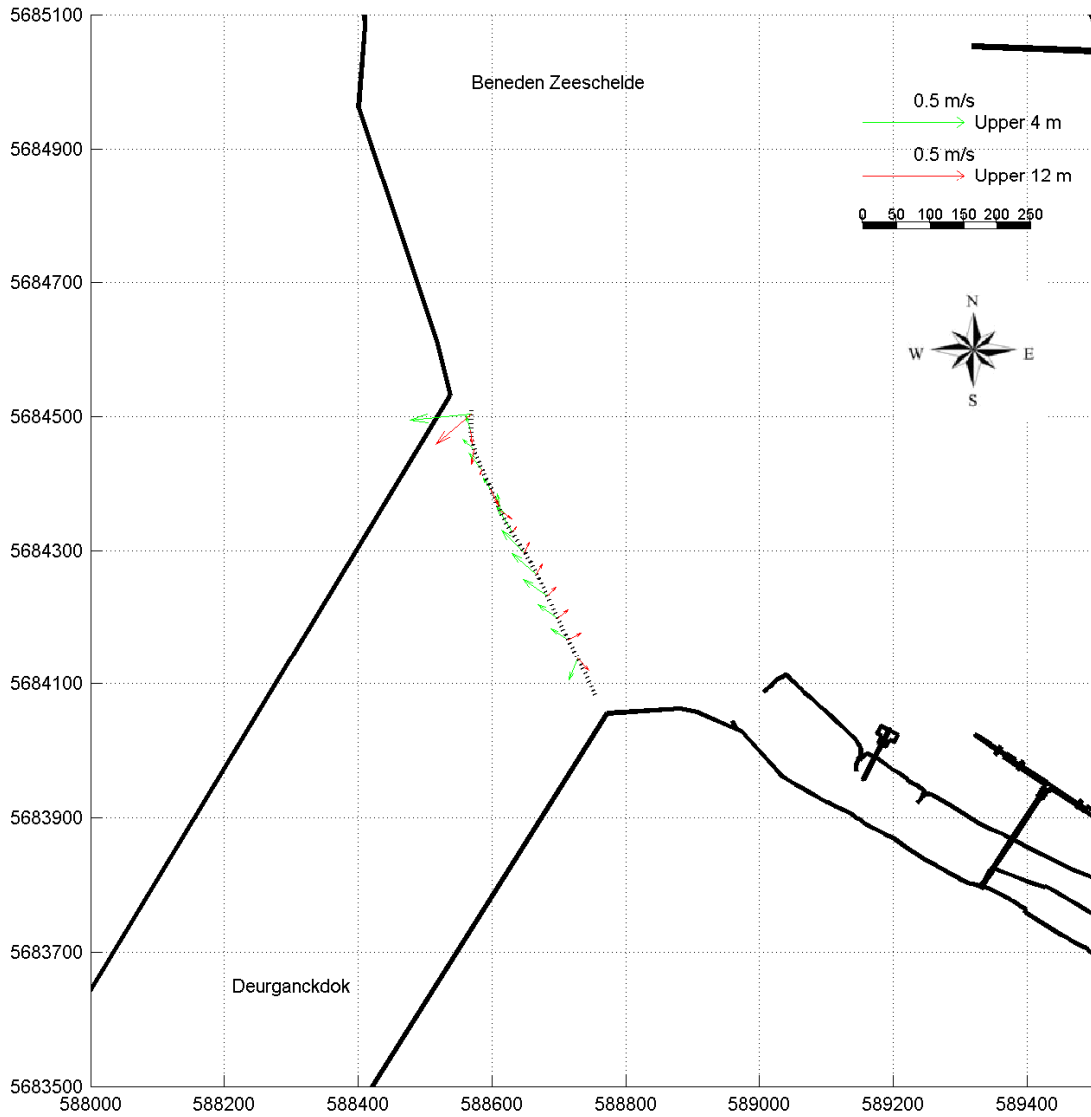 5685100
Beneden Zeeschelde
0.5 m/s
Upper 4 m
5684900
0.5 m/s
Upper 12 m
0 50 100 150 200 250
5684700
N
W E
S
5684500
5684300
5684100
5683900
5683700
Deurganckdok
5683500
588000 588200 588400 588600 588800 589000 589200 589400